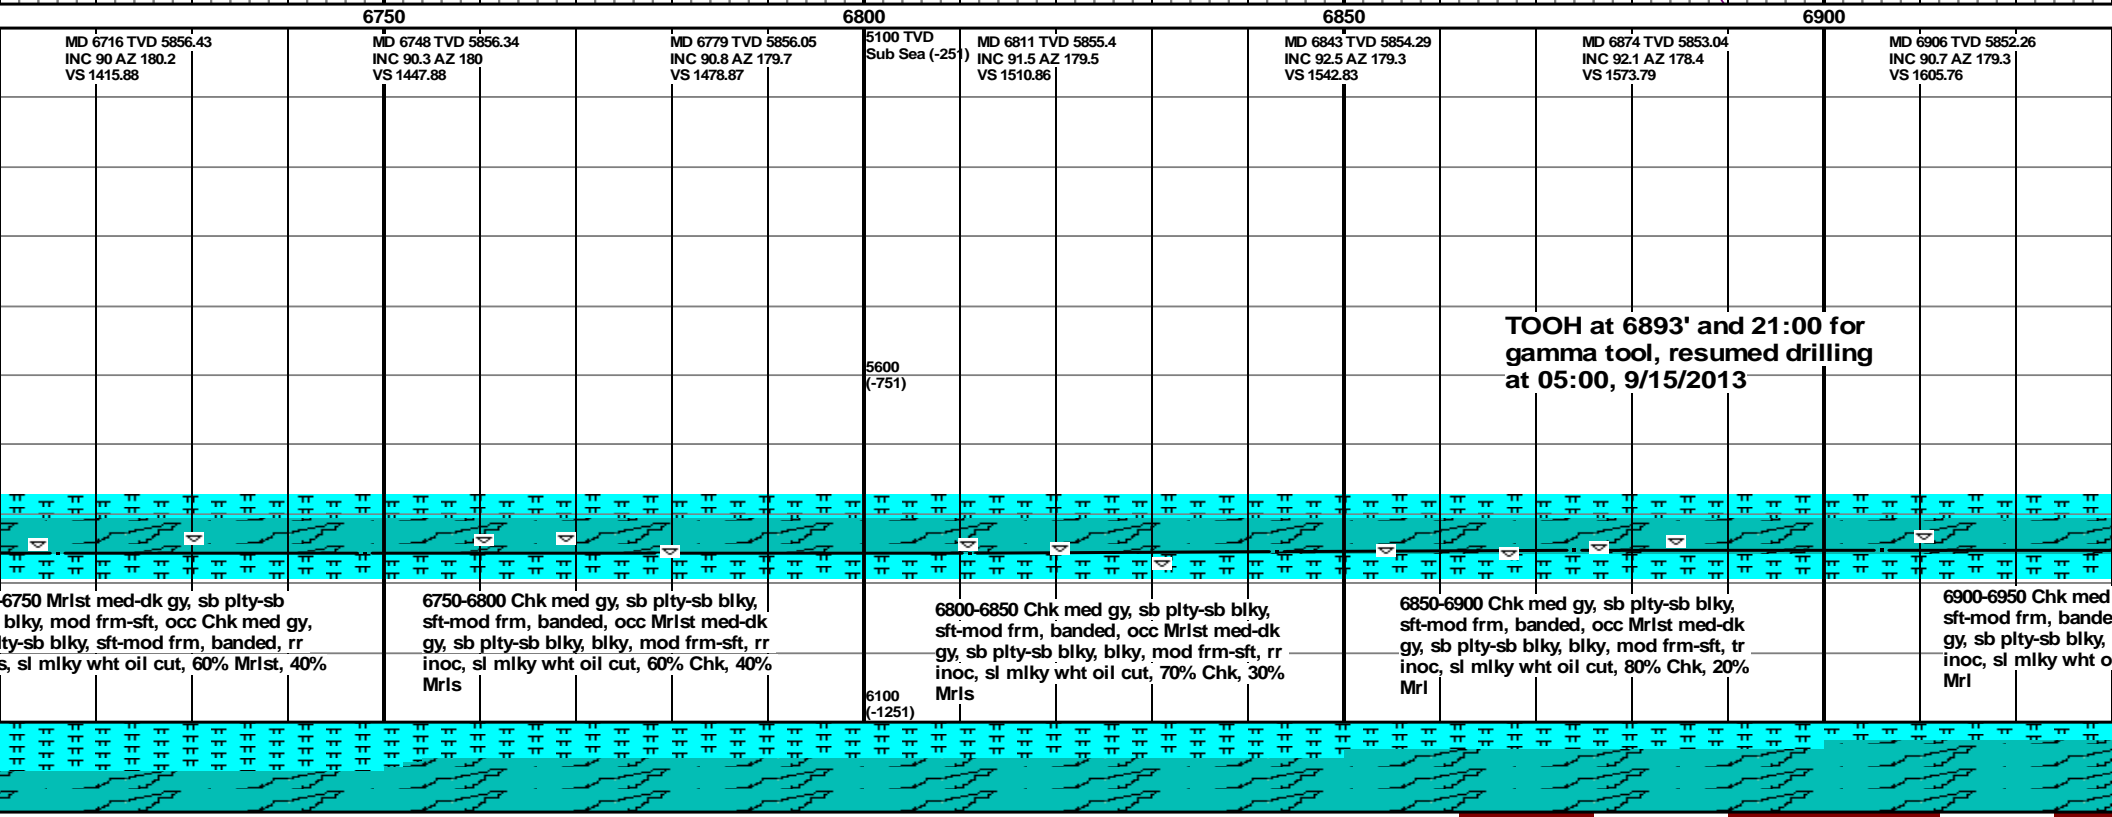 6750 6800 6850 6900
MD 6716 TVD 5856.43
INC 90 AZ 180.2
VS 1415.88
MD 6748 TVD 5856.34
INC 90.3 AZ 180
VS 1447.88
MD 6779 TVD 5856.05
INC 90.8 AZ 179.7
VS 1478.87
5100 TVD
Sub Sea (-251)
MD 6811 TVD 5855.4
INC 91.5 AZ 179.5
VS 1510.86
MD 6843 TVD 5854.29
INC 92.5 AZ 179.3
VS 1542.83
MD 6874 TVD 5853.04
INC 92.1 AZ 178.4
VS 1573.79
MD 6906 TVD 5852.26
INC 90.7 AZ 179.3
VS 1605.76
TOOH at 6893' and 21:00 for
gamma tool, resumed drilling
at 05:00, 9/15/2013
5600
(-751)
-6750 Mrlst med-dk gy, sb plty-sb
blky, mod frm-sft, occ Chk med gy,
lty-sb blky, sft-mod frm, banded, rr
s, sl mlky wht oil cut, 60% Mrlst, 40%
6750-6800 Chk med gy, sb plty-sb blky,
sft-mod frm, banded, occ Mrlst med-dk
gy, sb plty-sb blky, blky, mod frm-sft, rr
inoc, sl mlky wht oil cut, 60% Chk, 40%
Mrls
6100
(-1251)
6800-6850 Chk med gy, sb plty-sb blky,
sft-mod frm, banded, occ Mrlst med-dk
gy, sb plty-sb blky, blky, mod frm-sft, rr
inoc, sl mlky wht oil cut, 70% Chk, 30%
Mrls
6850-6900 Chk med gy, sb plty-sb blky,
sft-mod frm, banded, occ Mrlst med-dk
gy, sb plty-sb blky, blky, mod frm-sft, tr
inoc, sl mlky wht oil cut, 80% Chk, 20%
Mrl
6900-6950 Chk med
sft-mod frm, bande
gy, sb plty-sb blky,
inoc, sl mlky wht o
Mrl